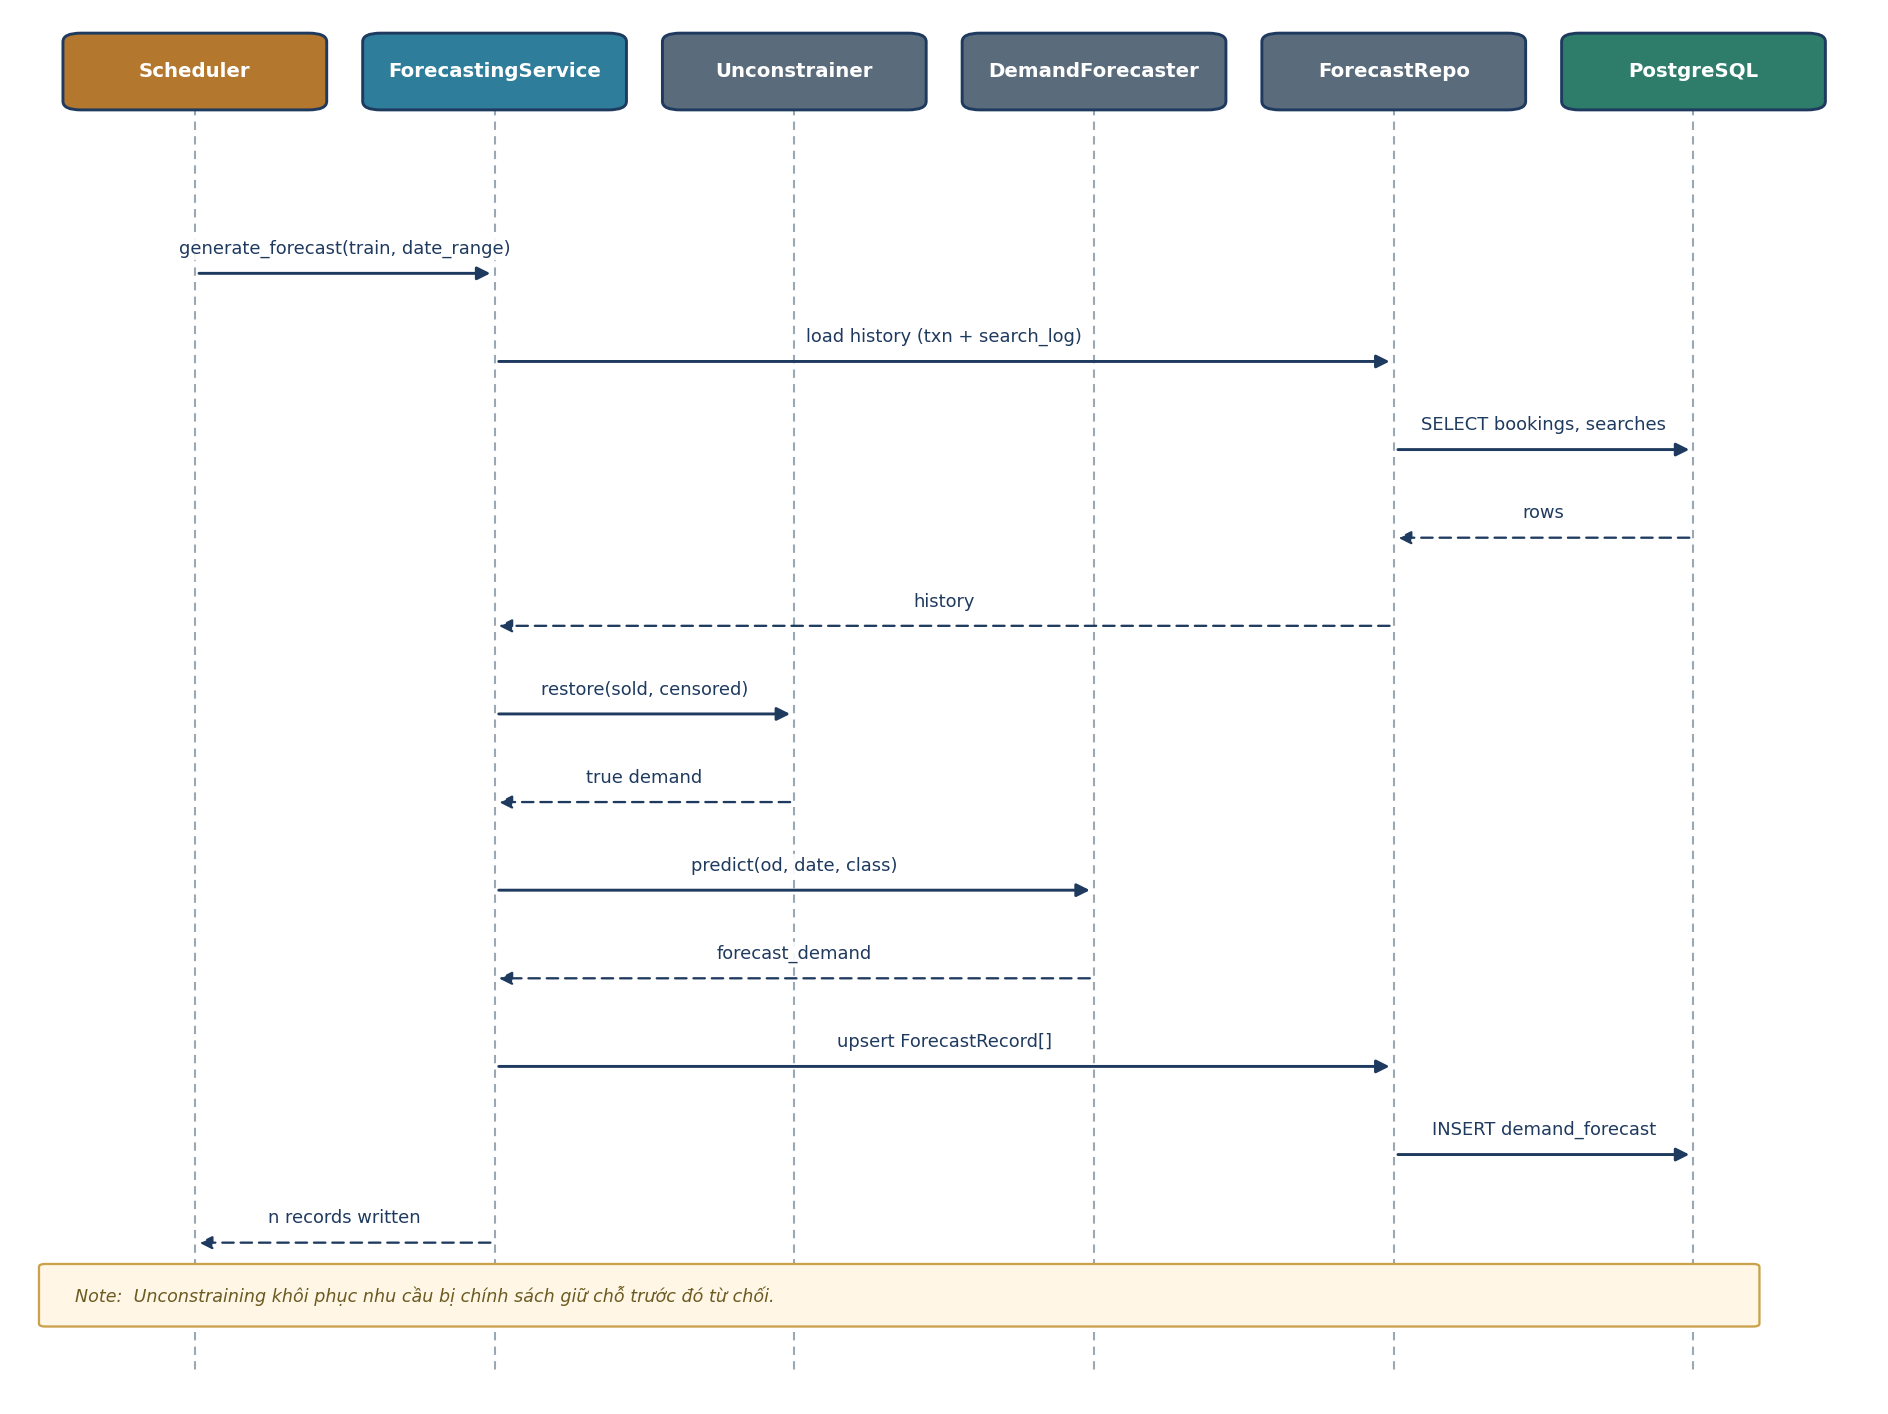 Scheduler
ForecastingService
Unconstrainer
DemandForecaster
ForecastRepo
PostgreSQL
generate_forecast(train, date_range)
load history (txn + search_log)
SELECT bookings, searches
rows
history
restore(sold, censored)
true demand
predict(od, date, class)
forecast_demand
upsert ForecastRecord[]
INSERT demand_forecast
n records written
Note:  Unconstraining khôi phục nhu cầu bị chính sách giữ chỗ trước đó từ chối.